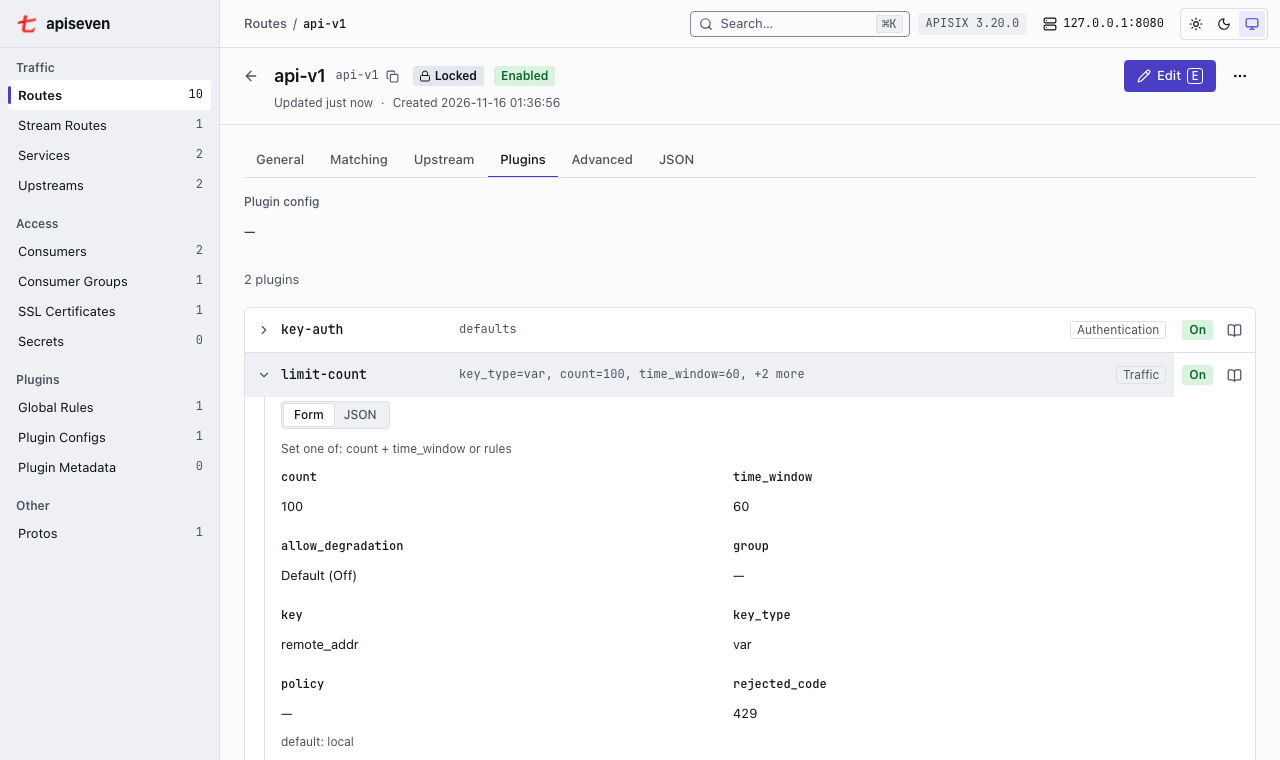 apiseven
Routes / api-v1
Search... ⌘K
APISIX 3.20.0
127.0.0.1:8080
Traffic
Routes 10
Stream Routes 1
Services 2
Upstreams 2
Access
Consumers 2
Consumer Groups 1
SSL Certificates 1
Secrets 0
Plugins
Global Rules 1
Plugin Configs 1
Plugin Metadata 0
Other
Protos 1
api-v1 api-v1 Locked Enabled
Edit E
Updated just now · Created 2026-11-16 01:36:56
General Matching Upstream Plugins Advanced JSON
Plugin config
—
2 plugins
key-auth defaults Authentication On
limit-count key_type=var, count=100, time_window=60, +2 more Traffic On
Form JSON
Set one of: count + time_window or rules
count time_window
100 60
allow_degradation group
Default (Off) —
key key_type
remote_addr var
policy rejected_code
— 429
default: local